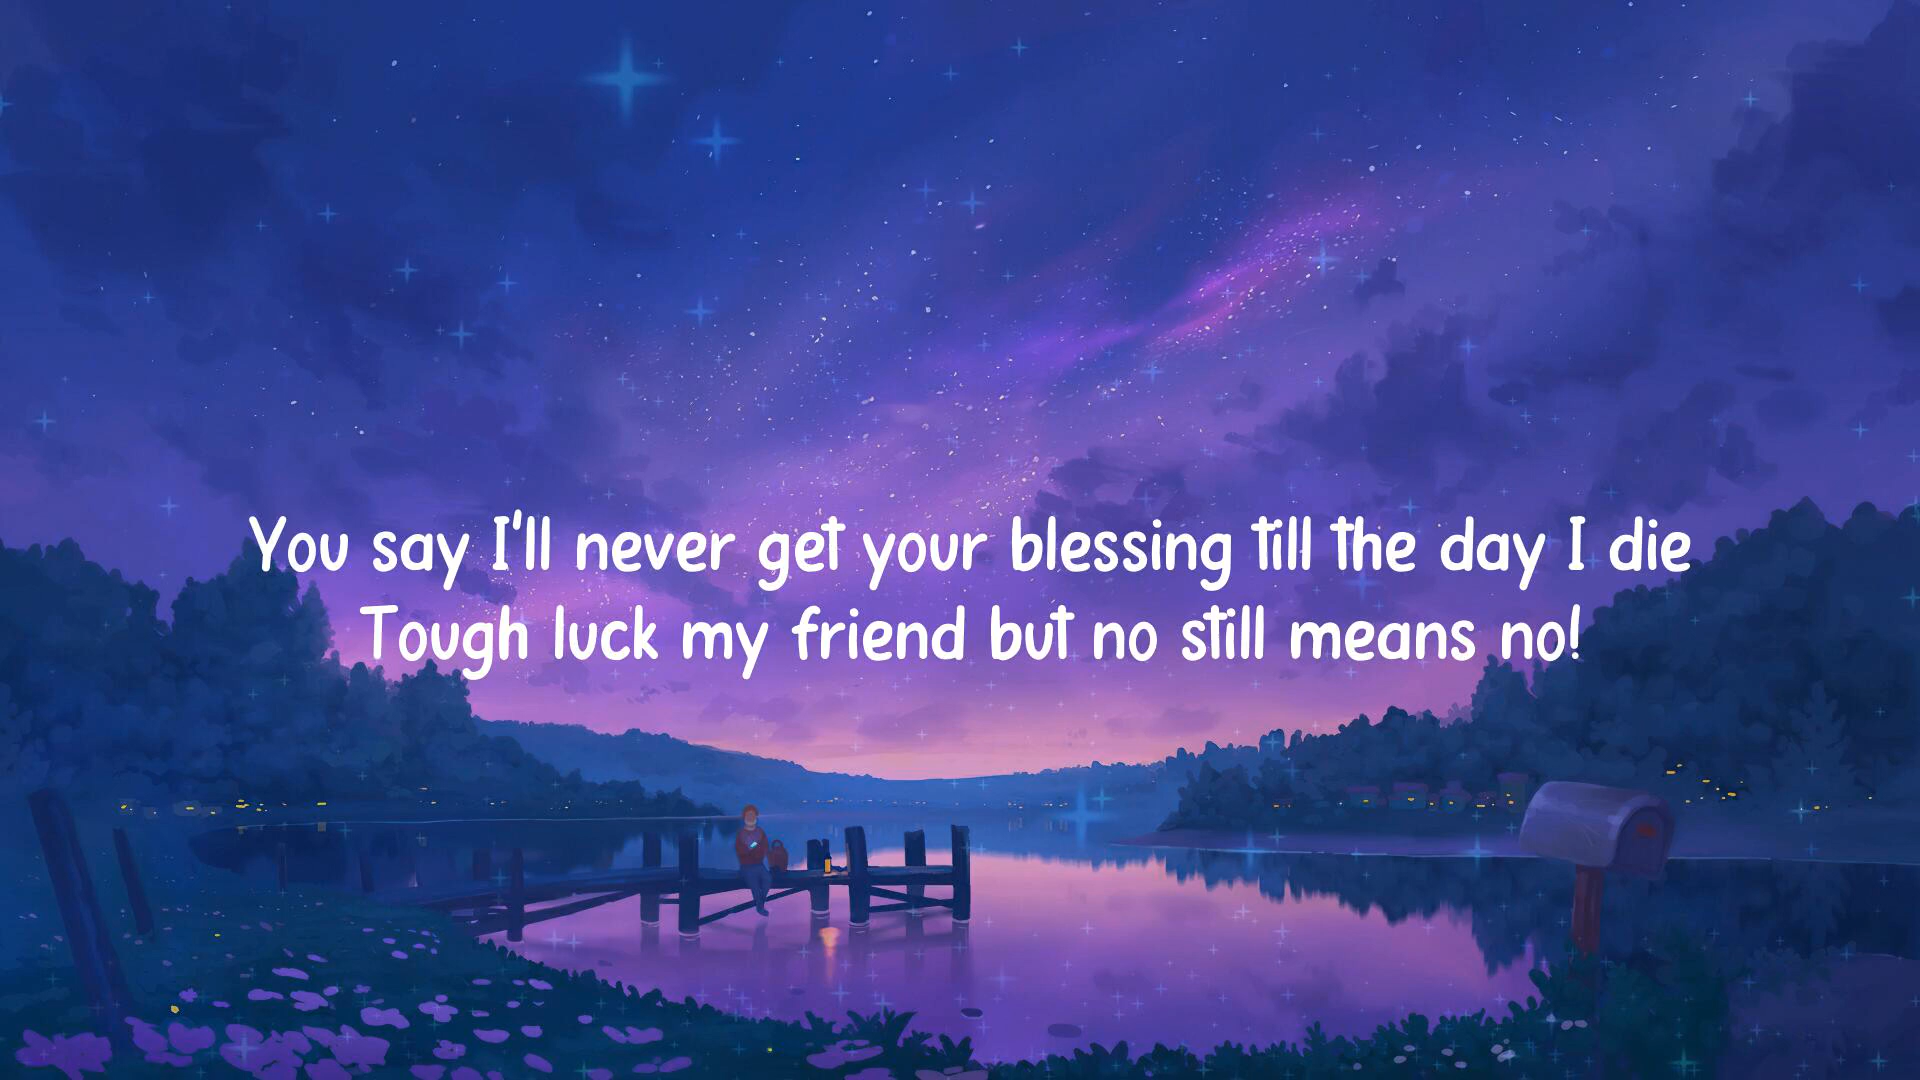 You say I'll never get your blessing till the day I die
Tough luck my friend but no still means no!